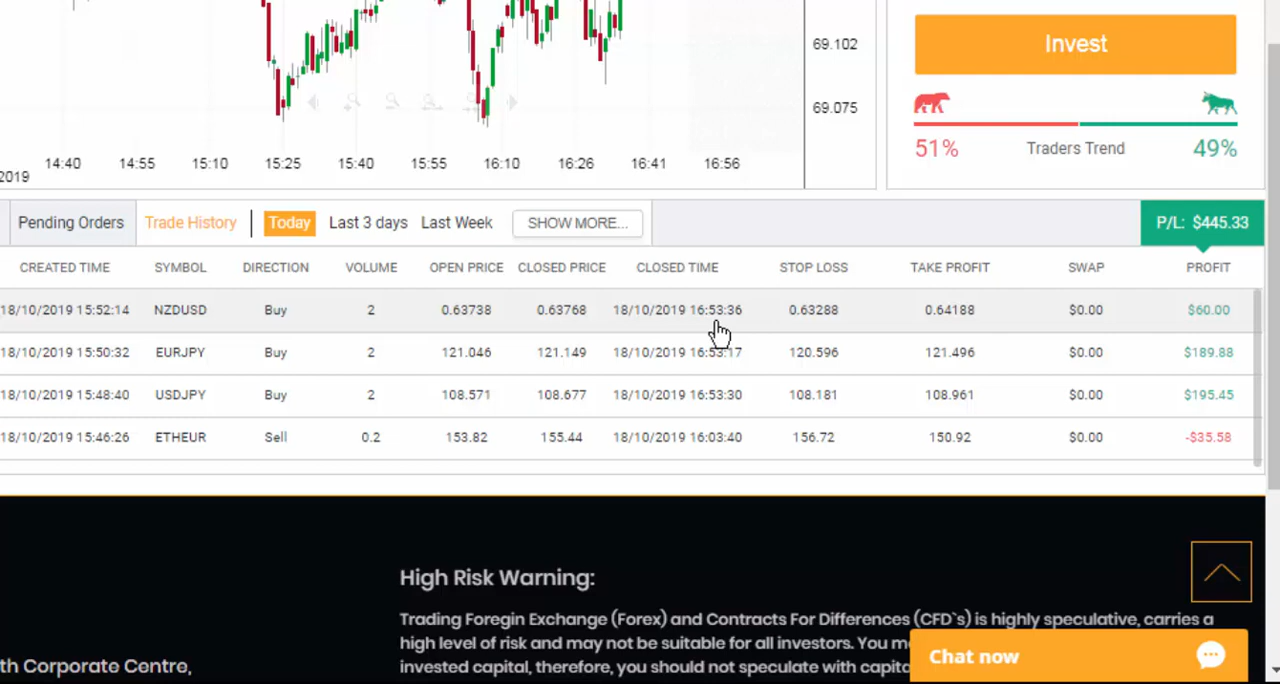 69.102
69.075
14:40 14:55 15:10 15:25 15:40 15:55 16:10 16:26 16:41 16:56
2019
Invest
51% Traders Trend 49%
Pending Orders Trade History Today Last 3 days Last Week SHOW MORE... P/L: $445.33
CREATED TIME SYMBOL DIRECTION VOLUME OPEN PRICE CLOSED PRICE CLOSED TIME STOP LOSS TAKE PROFIT SWAP PROFIT
18/10/2019 15:52:14 NZDUSD Buy 2 0.63738 0.63768 18/10/2019 16:53:36 0.63288 0.64188 $0.00 $60.00
18/10/2019 15:50:32 EURJPY Buy 2 121.046 121.149 18/10/2019 16:53:17 120.596 121.496 $0.00 $189.88
18/10/2019 15:48:40 USDJPY Buy 2 108.571 108.677 18/10/2019 16:53:30 108.181 108.961 $0.00 $195.45
18/10/2019 15:46:26 ETHEUR Sell 0.2 153.82 155.44 18/10/2019 16:03:40 156.72 150.92 $0.00 -$35.58
High Risk Warning:
Trading Foregin Exchange (Forex) and Contracts For Differences (CFD`s) is highly speculative, carries a
high level of risk and may not be suitable for all investors. You m
th Corporate Centre, invested capital, therefore, you should not speculate with capita
Chat now